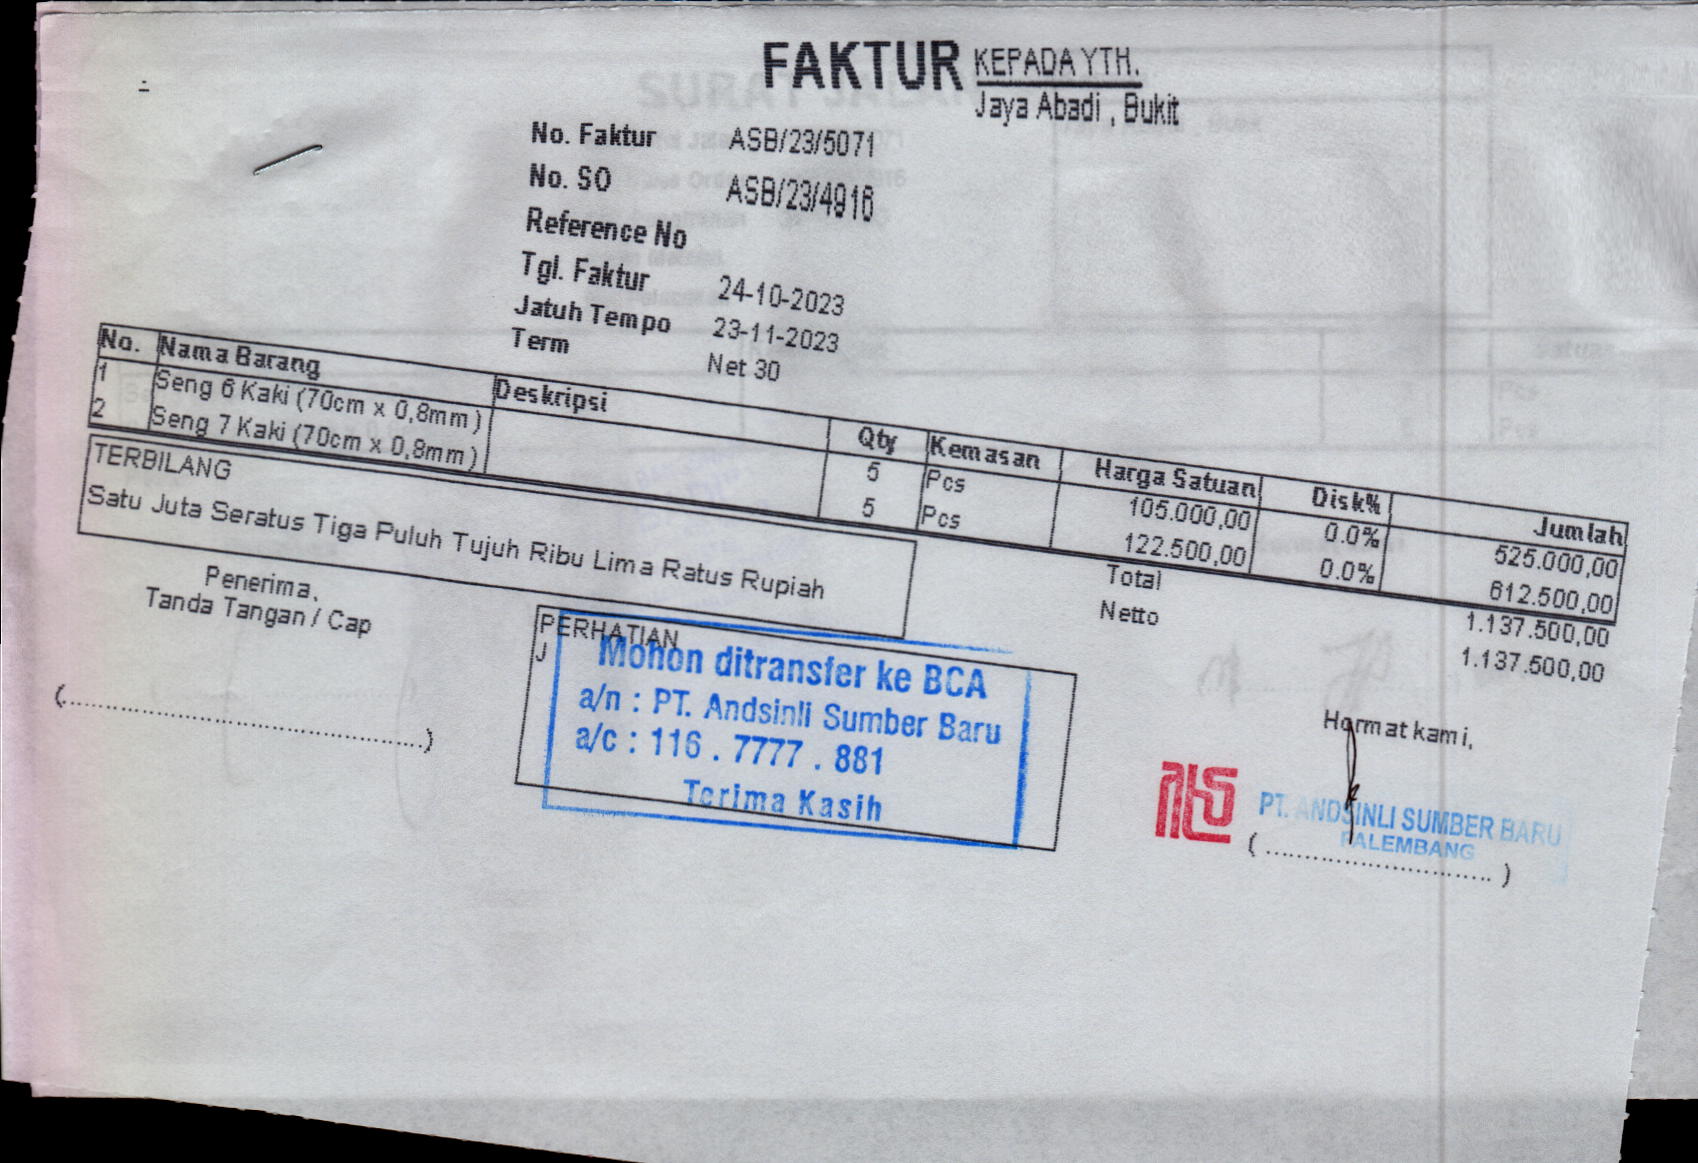 FAKTUR
KEPADA YTH.
Jaya Abadi , Bukit
No. Faktur ASB/23/5071
No. SO ASB/23/4916
Reference No
Tgl. Faktur 24-10-2023
Jatuh Tempo 23-11-2023
Term Net 30
No. Nama Barang Deskripsi Qty Kemasan Harga Satuan Disk% Jumlah
1 Seng 6 Kaki (70cm x 0,8mm) 5 Pcs 105.000,00 0.0% 525.000,00
2 Seng 7 Kaki (70cm x 0,8mm) 5 Pcs 122.500,00 0.0% 612.500,00
TERBILANG
Satu Juta Seratus Tiga Puluh Tujuh Ribu Lima Ratus Rupiah
Total 1.137.500,00
Netto 1.137.500,00
Penerima,
Tanda Tangan / Cap
(........................................)
PERHATIAN
J
Mohon ditransfer ke BCA
a/n : PT. Andsinli Sumber Baru
a/c : 116 . 7777 . 881
Terima Kasih
Hormat kami,
PT. ANDSINLI SUMBER BARU
PALEMBANG
( ................................ )